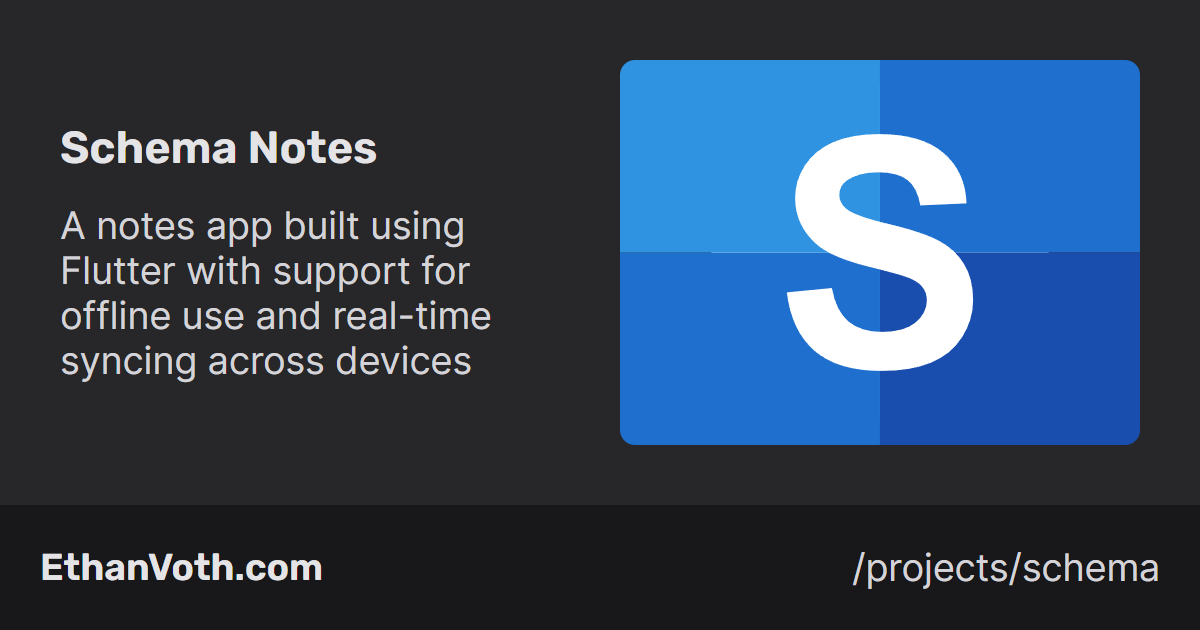 Schema Notes
A notes app built using
Flutter with support for
offline use and real-time
syncing across devices
S
EthanVoth.com
/projects/schema